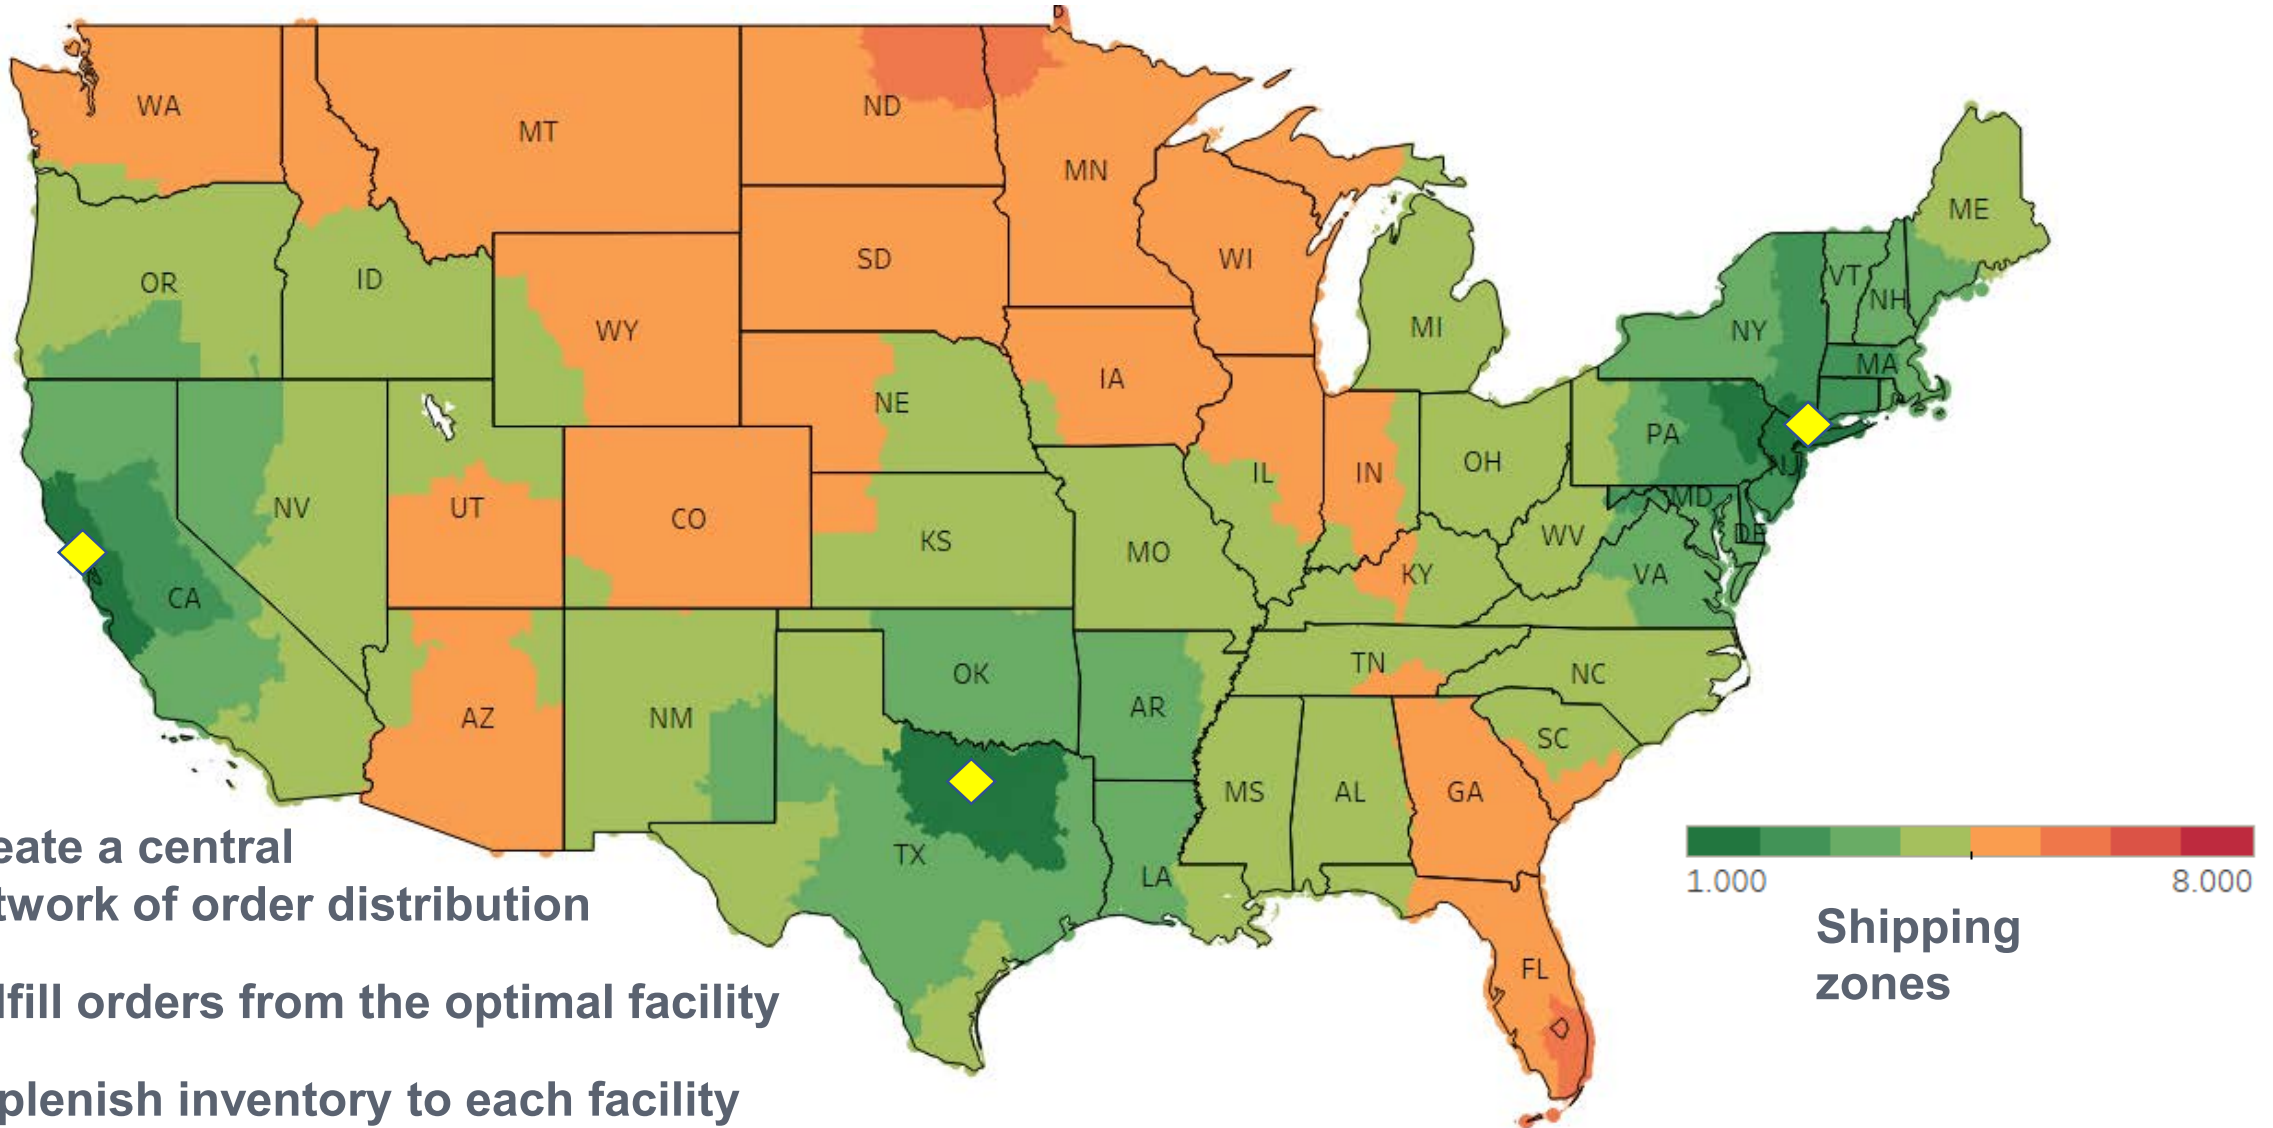 WA
MT
ND
MN
ME
SD
WI
OR
ID
VT
NH
WY
MI
NY
MA
IA
NE
PA
OH
IL
IN
NJ
NV
UT
CO
MD
KS
MO
WV
DE
CA
KY
VA
TN
NC
OK
AR
AZ
NM
SC
MS
AL
GA
TX
LA
FL
1.000
8.000
Shipping
zones
eate a central
twork of order distribution
lfill orders from the optimal facility
plenish inventory to each facility